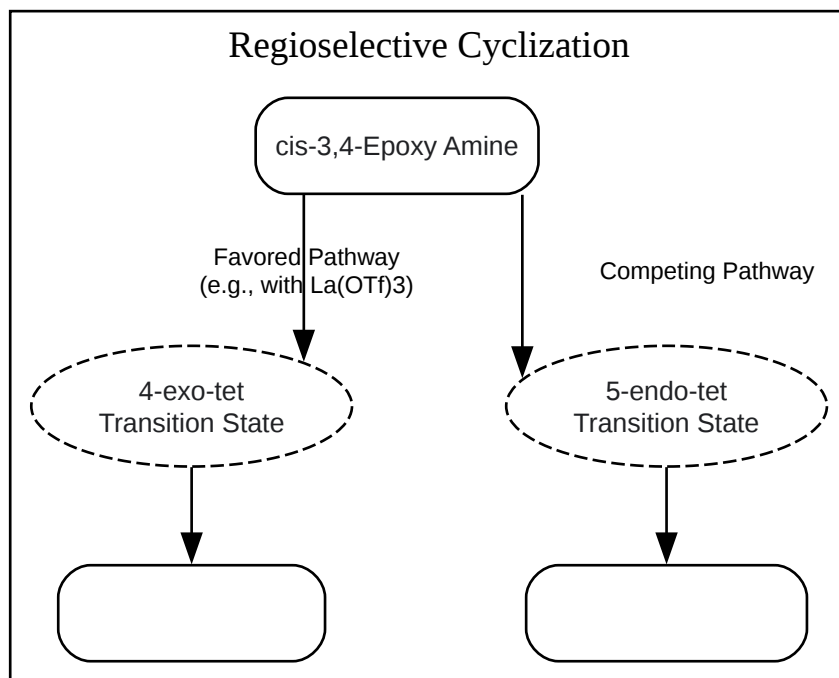 Regioselective Cyclization
cis-3,4-Epoxy Amine
Favored Pathway
(e.g., with La(OTf)3)
Competing Pathway
4-exo-tet
Transition State
5-endo-tet
Transition State